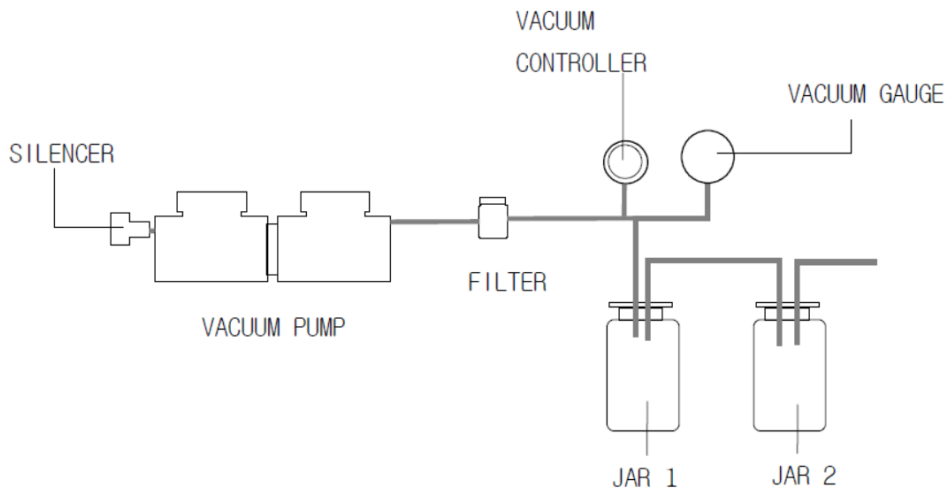 VACUUM
CONTROLLER
VACUUM GAUGE
SILENCER
FILTER
VACUUM PUMP
JAR 1
JAR 2